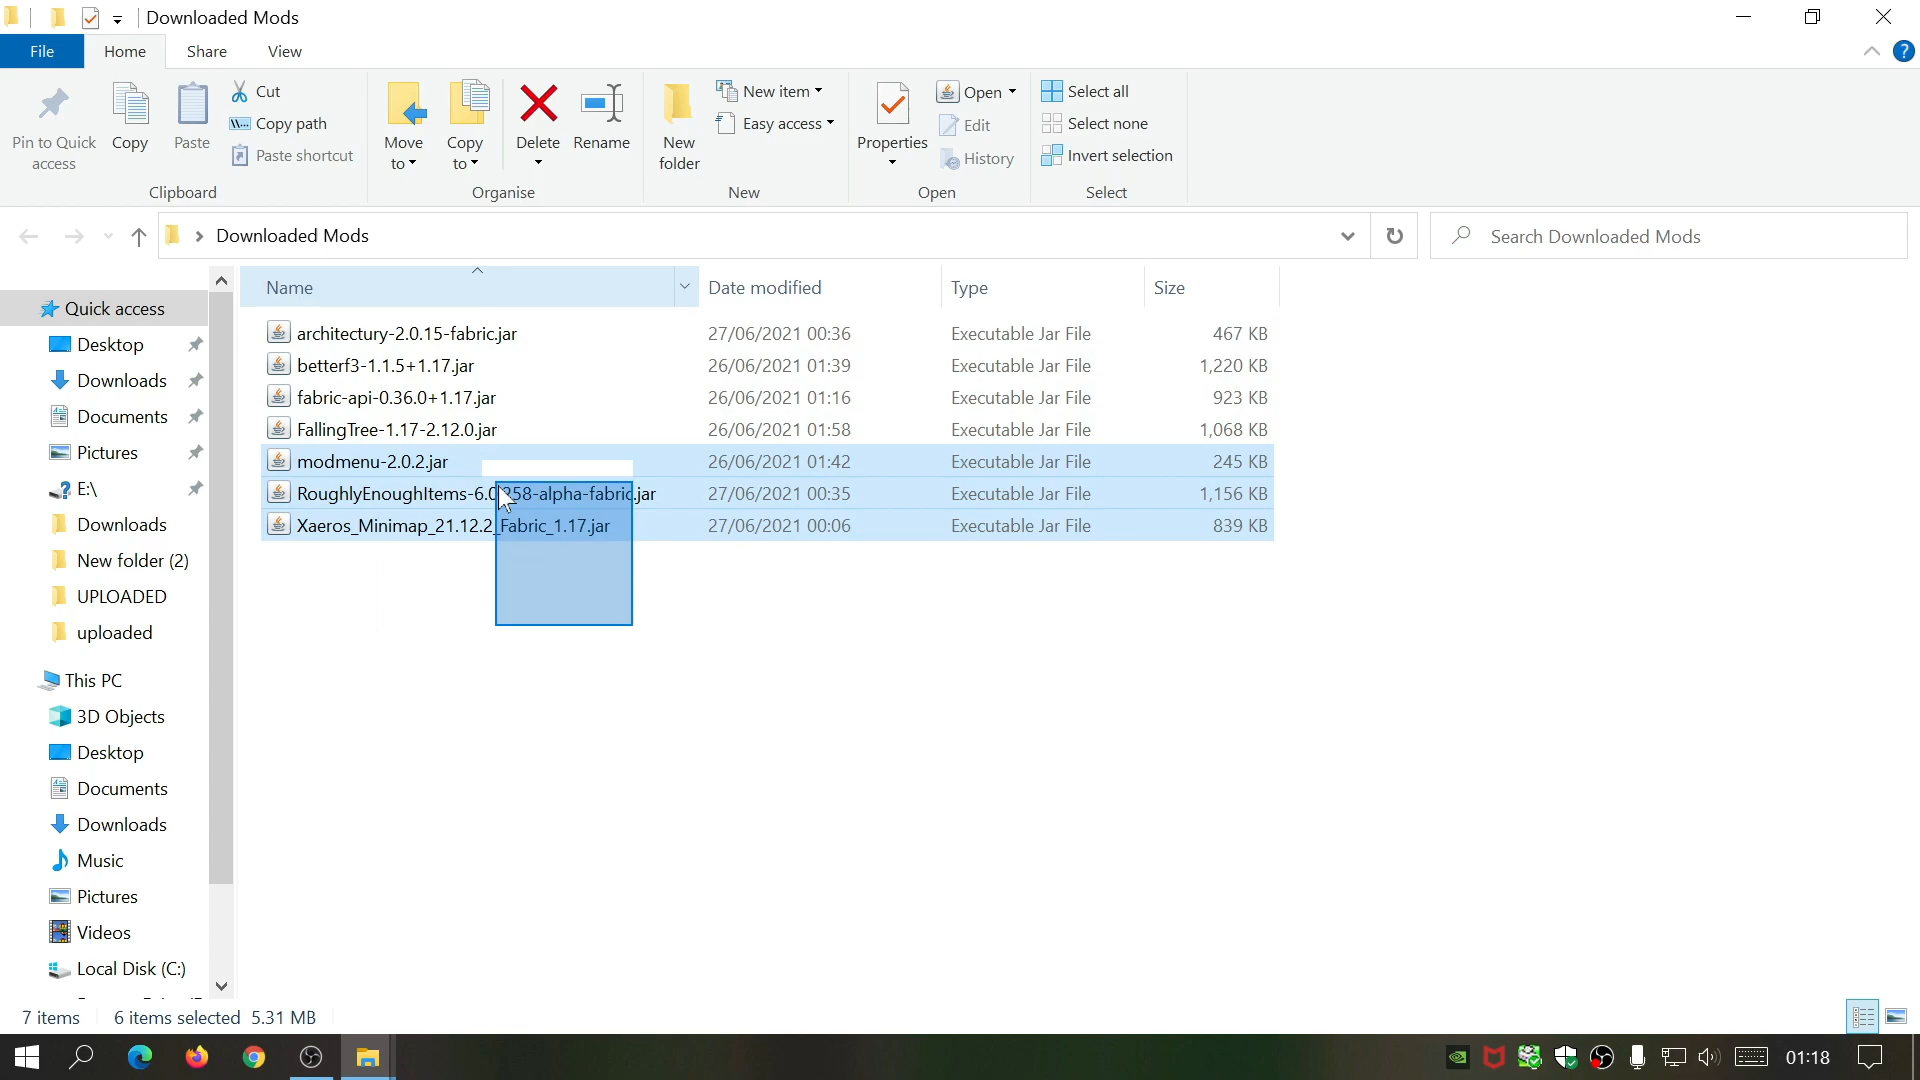 Downloaded Mods
File Home Share View
Pin to Quick access
Copy
Paste
Cut
Copy path
Paste shortcut
Clipboard
Move to
Copy to
Delete
Rename
Organise
New folder
New item
Easy access
New
Properties
Open
Edit
History
Open
Select all
Select none
Invert selection
Select
Downloaded Mods
Search Downloaded Mods
Quick access
Desktop
Downloads
Documents
Pictures
E:\
Downloads
New folder (2)
UPLOADED
uploaded
This PC
3D Objects
Desktop
Documents
Downloads
Music
Pictures
Videos
Local Disk (C:)
Name Date modified Type Size
architectury-2.0.15-fabric.jar 27/06/2021 00:36 Executable Jar File 467 KB
betterf3-1.1.5+1.17.jar 26/06/2021 01:39 Executable Jar File 1,220 KB
fabric-api-0.36.0+1.17.jar 26/06/2021 01:16 Executable Jar File 923 KB
FallingTree-1.17-2.12.0.jar 26/06/2021 01:58 Executable Jar File 1,068 KB
modmenu-2.0.2.jar 26/06/2021 01:42 Executable Jar File 245 KB
27/06/2021 00:35 Executable Jar File 1,156 KB
Xaeros_Minimap_21.12.2_Fabric_1.17.jar 27/06/2021 00:06 Executable Jar File 839 KB
7 items 6 items selected 5.31 MB
01:18